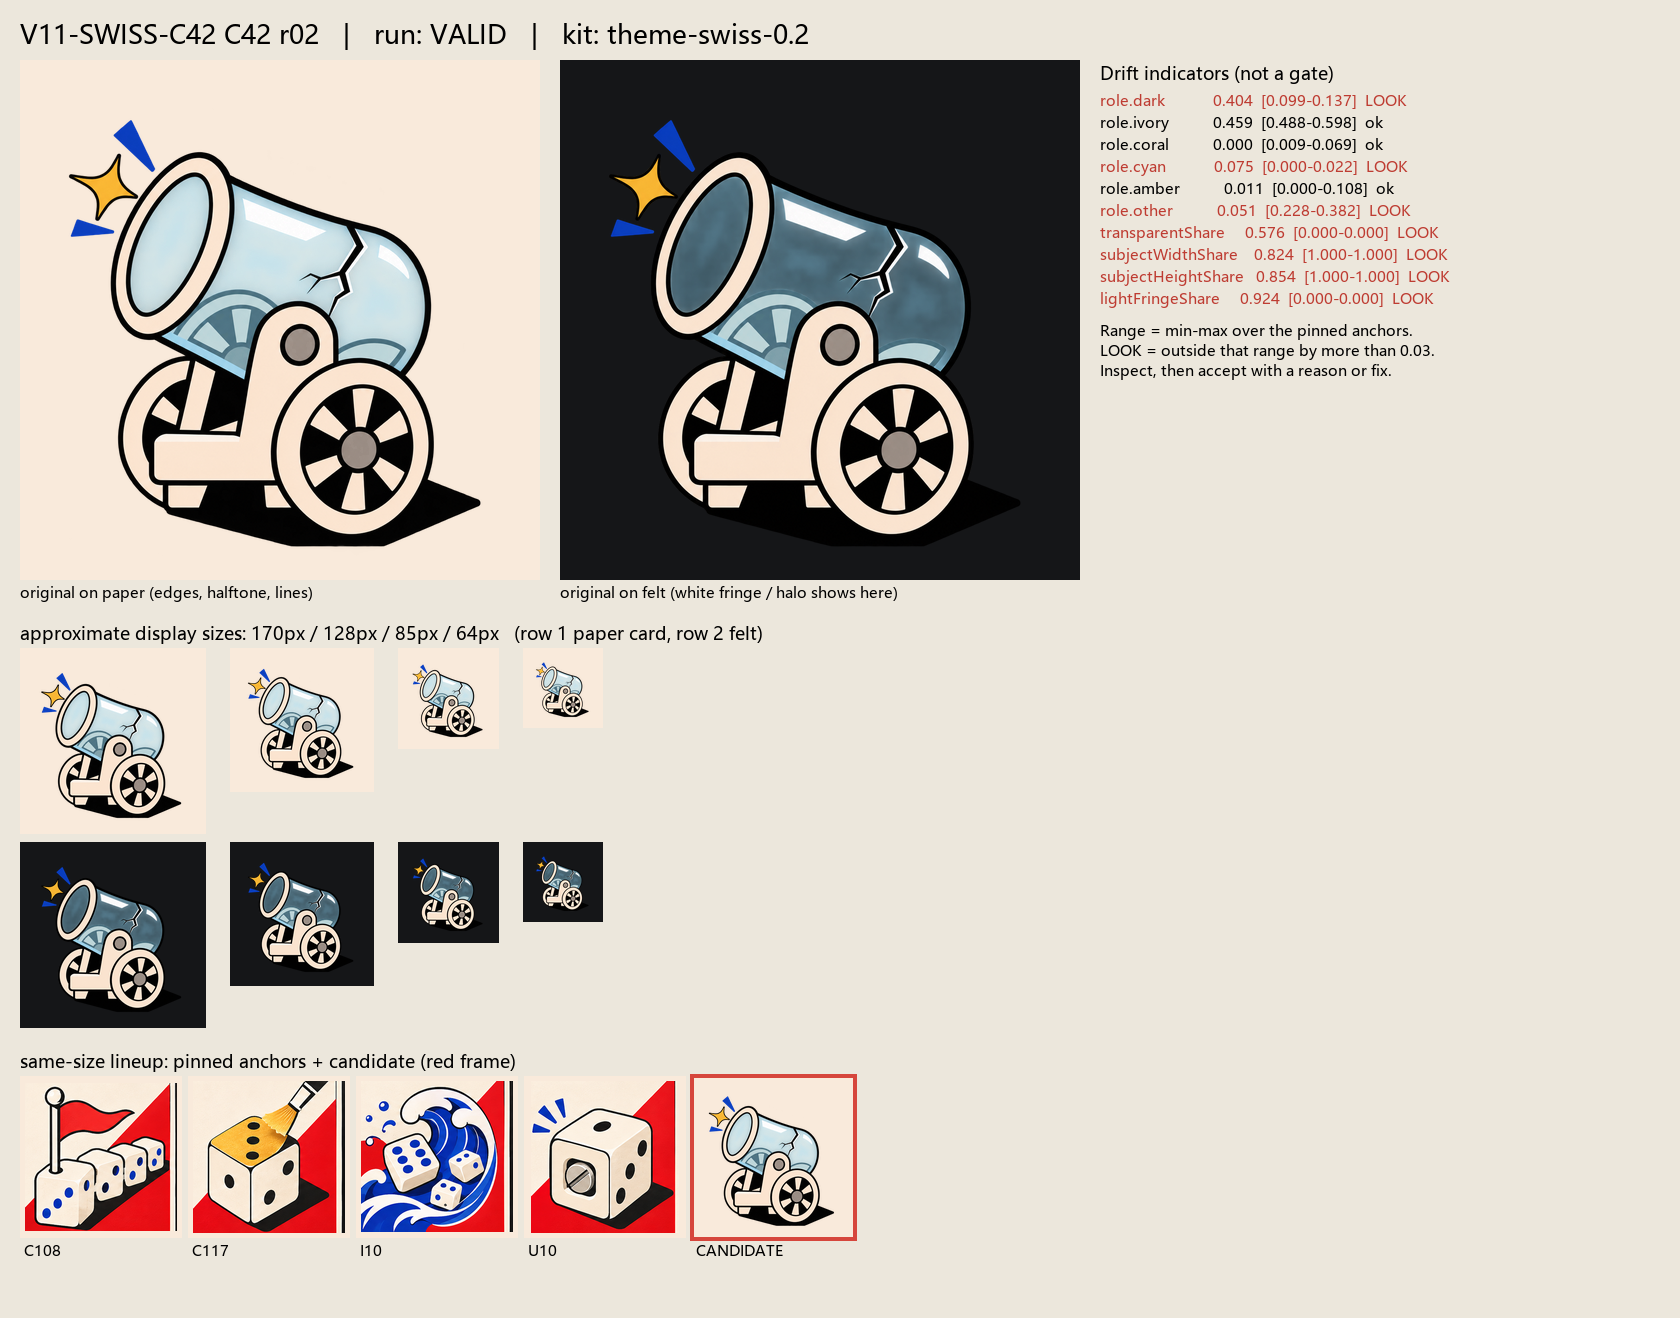 V11-SWISS-C42 C42 r02   |   run: VALID   |   kit: theme-swiss-0.2
Drift indicators (not a gate)
role.dark 0.404 [0.099-0.137] LOOK
role.ivory 0.459 [0.488-0.598] ok
role.coral 0.000 [0.009-0.069] ok
role.cyan 0.075 [0.000-0.022] LOOK
role.amber 0.011 [0.000-0.108] ok
role.other 0.051 [0.228-0.382] LOOK
transparentShare 0.576 [0.000-0.000] LOOK
subjectWidthShare 0.824 [1.000-1.000] LOOK
subjectHeightShare 0.854 [1.000-1.000] LOOK
lightFringeShare 0.924 [0.000-0.000] LOOK
Range = min-max over the pinned anchors.
LOOK = outside that range by more than 0.03.
Inspect, then accept with a reason or fix.
original on paper (edges, halftone, lines)
original on felt (white fringe / halo shows here)
approximate display sizes: 170px / 128px / 85px / 64px (row 1 paper card, row 2 felt)
same-size lineup: pinned anchors + candidate (red frame)
C108
C117
I10
U10
CANDIDATE